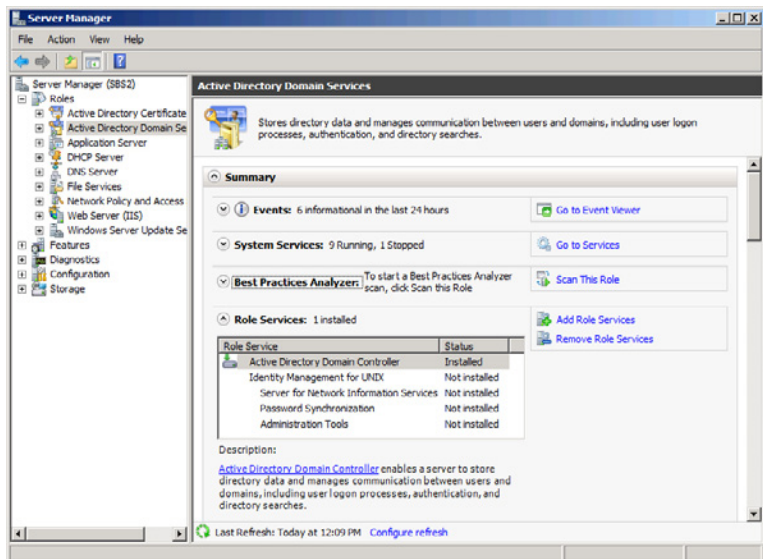 Server Manager
File Action View Help
Server Manager (SBS2)
Roles
Active Directory Certificate
Active Directory Domain Se
Application Server
DHCP Server
DNS Server
File Services
Network Policy and Access
Web Server (IIS)
Windows Server Update Se
Features
Diagnostics
Configuration
Storage
Active Directory Domain Services
Stores directory data and manages communication between users and domains, including user logon
processes, authentication, and directory searches.
Summary
Events: 6 informational in the last 24 hours
Go to Event Viewer
System Services: 9 Running, 1 Stopped
Go to Services
Best Practices Analyzer: To start a Best Practices Analyzer
scan, click Scan this Role
Scan This Role
Role Services: 1 installed
Add Role Services
Remove Role Services
Role Service Status
Active Directory Domain Controller Installed
Identity Management for UNIX Not installed
Server for Network Information Services Not installed
Password Synchronization Not installed
Administration Tools Not installed
Description:
Active Directory Domain Controller enables a server to store
directory data and manages communication between users and
domains, including user logon processes, authentication, and
directory searches.
Last Refresh: Today at 12:09 PM Configure refresh